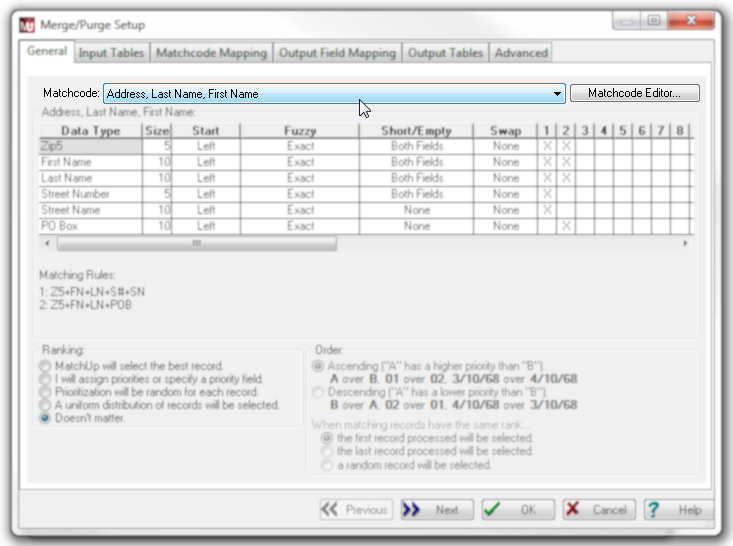 MU Merge/Purge Setup
General Input Tables Matchcode Mapping Output Field Mapping Output Tables Advanced
Matchcode: Address, Last Name, First Name Matchcode Editor...
Address, Last Name, First Name:
Data Type Size Start Fuzzy Short/Empty Swap 1 2 3 4 5 6 7 8
Zip5 5 Left Exact Both Fields None X X
First Name 10 Left Exact Both Fields None X X
Last Name 10 Left Exact Both Fields None X X
Street Number 5 Left Exact Both Fields None X
Street Name 10 Left Exact None None X
PO Box 10 Left Exact None None X
Matching Rules:
1: Z5+FN+LN+S#+SN
2: Z5+FN+LN+POB
Ranking:
MatchUp will select the best record.
I will assign priorities or specify a priority field.
Prioritization will be random for each record.
A uniform distribution of records will be selected.
Doesn't matter.
Order:
Ascending ("A" has a higher priority than "B").
A over B, 01 over 02, 3/10/68 over 4/10/68
Descending ("A" has a lower priority than "B").
B over A, 02 over 01, 4/10/68 over 3/10/68
When matching records have the same rank...
the first record processed will be selected.
the last record processed will be selected.
a random record will be selected.
Previous Next OK Cancel Help